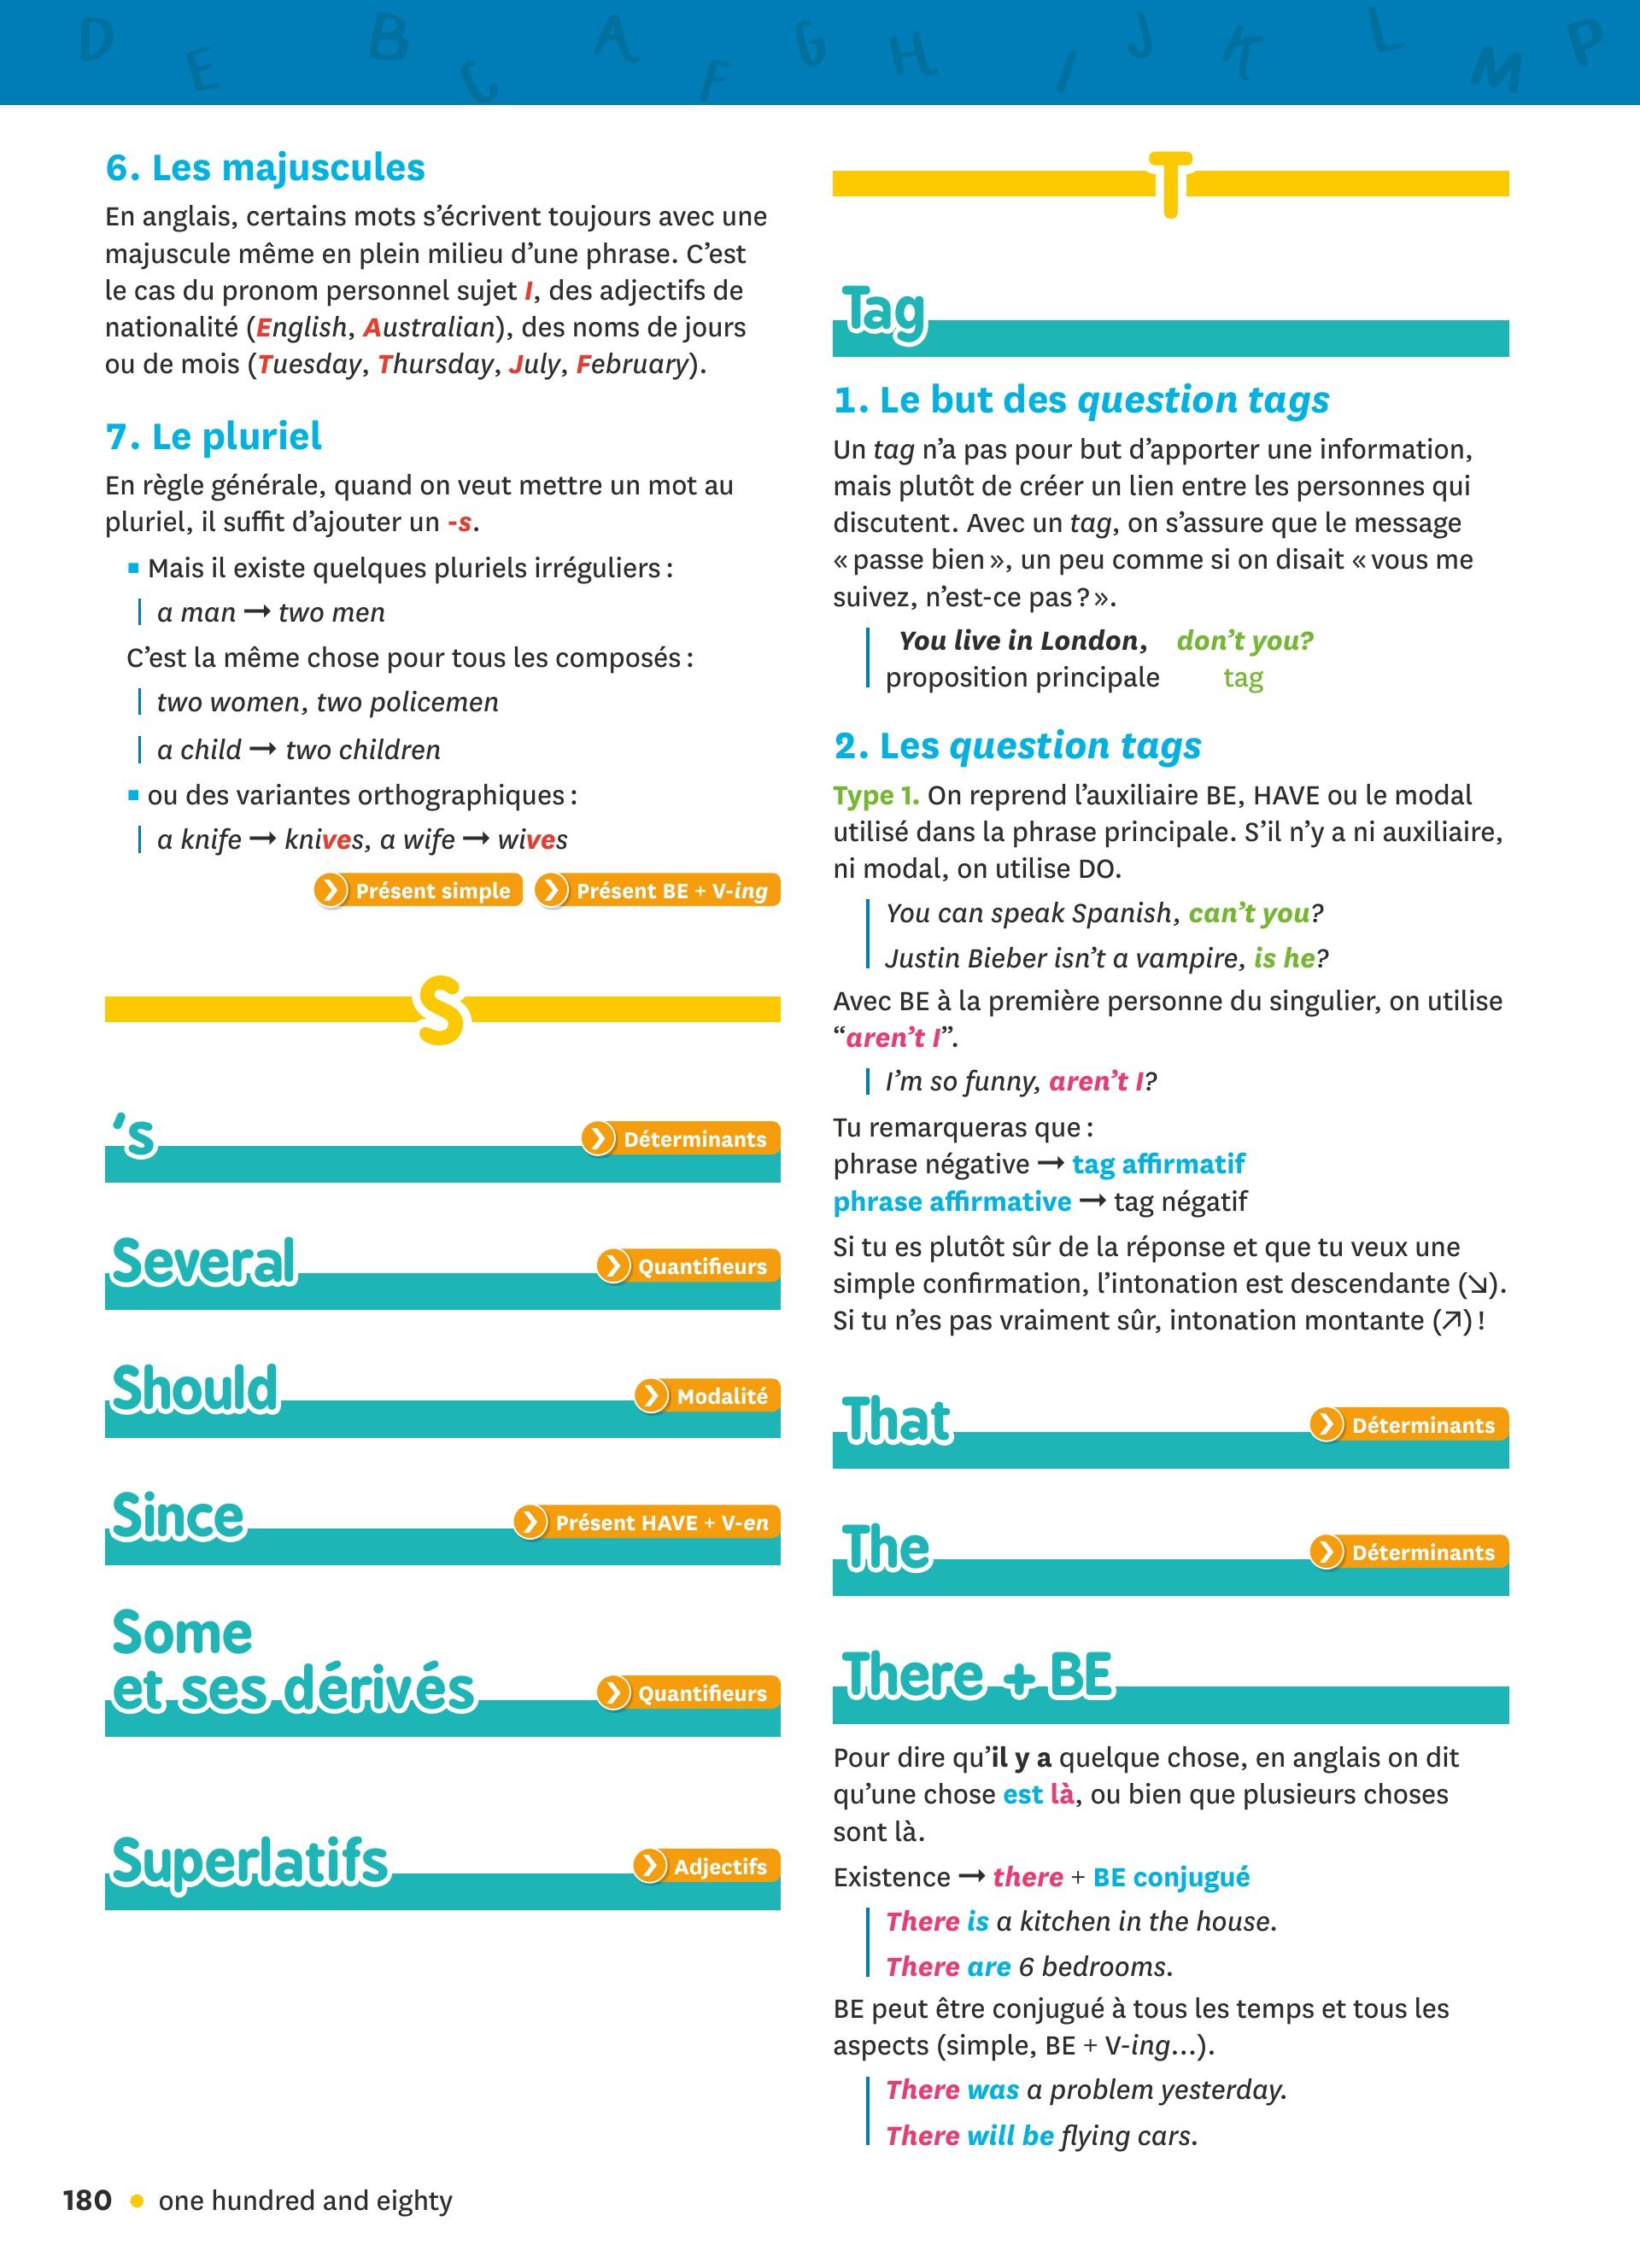 D E B C A F G H I J K L M P
6. Les majuscules
En anglais, certains mots s’écrivent toujours avec une
majuscule même en plein milieu d’une phrase. C’est
le cas du pronom personnel sujet I, des adjectifs de
nationalité (English, Australian), des noms de jours
ou de mois (Tuesday, Thursday, July, February).
7. Le pluriel
En règle générale, quand on veut mettre un mot au
pluriel, il suffit d’ajouter un -s.
▪ Mais il existe quelques pluriels irréguliers :
a man → two men
C’est la même chose pour tous les composés :
two women, two policemen
a child → two children
▪ ou des variantes orthographiques :
a knife → knives, a wife → wives
Présent simple Présent BE + V-ing
S
’s Déterminants
Several Quantifieurs
Should Modalité
Since Présent HAVE + V-en
Some
et ses dérivés Quantifieurs
Superlatifs Adjectifs
T
Tag
1. Le but des question tags
Un tag n’a pas pour but d’apporter une information,
mais plutôt de créer un lien entre les personnes qui
discutent. Avec un tag, on s’assure que le message
« passe bien », un peu comme si on disait « vous me
suivez, n’est-ce pas ? ».
You live in London, don’t you?
proposition principale tag
2. Les question tags
Type 1. On reprend l’auxiliaire BE, HAVE ou le modal
utilisé dans la phrase principale. S’il n’y a ni auxiliaire,
ni modal, on utilise DO.
You can speak Spanish, can’t you?
Justin Bieber isn’t a vampire, is he?
Avec BE à la première personne du singulier, on utilise
“aren’t I”.
I’m so funny, aren’t I?
Tu remarqueras que :
phrase négative → tag affirmatif
phrase affirmative → tag négatif
Si tu es plutôt sûr de la réponse et que tu veux une
simple confirmation, l’intonation est descendante (↘).
Si tu n’es pas vraiment sûr, intonation montante (↗) !
That Déterminants
The Déterminants
There + BE
Pour dire qu’il y a quelque chose, en anglais on dit
qu’une chose est là, ou bien que plusieurs choses
sont là.
Existence → there + BE conjugué
There is a kitchen in the house.
There are 6 bedrooms.
BE peut être conjugué à tous les temps et tous les
aspects (simple, BE + V-ing…).
There was a problem yesterday.
There will be flying cars.
180 • one hundred and eighty